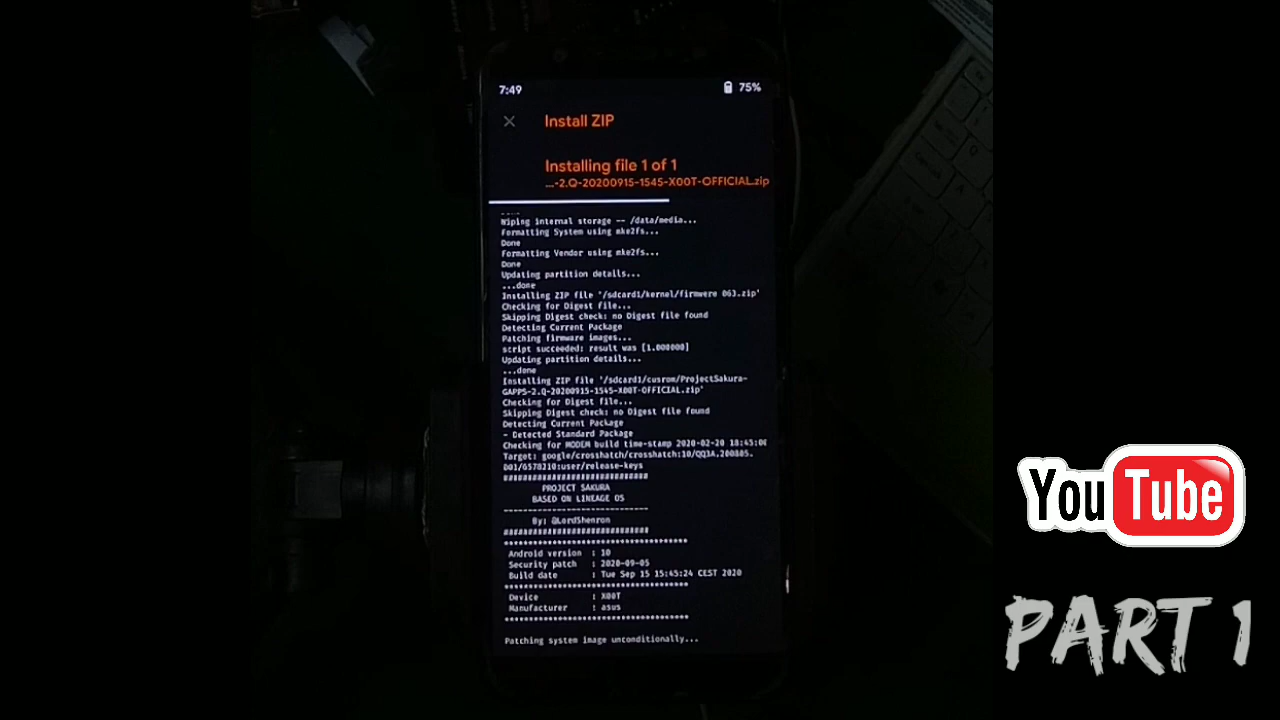 7:49
75%
Install ZIP
Installing file 1 of 1
...-2.Q-20200915-1545-X00T-OFFICIAL.zip
Wiping internal storage -- /data/media...
Formatting System using mke2fs...
Done
Formatting Vendor using mke2fs...
Done
Updating partition details...
...done
Installing ZIP file '/sdcard1/kernel/firmwere 063.zip'
Checking for Digest file...
Skipping Digest check: no Digest file found
Detecting Current Package
Patching firmware images...
script succeeded: result was [1.000000]
Updating partition details...
...done
Installing ZIP file '/sdcard1/cusrom/ProjectSakura-
GAPPS-2.Q-20200915-1545-X00T-OFFICIAL.zip'
Checking for Digest file...
Skipping Digest check: no Digest file found
Detecting Current Package
- Detected Standard Package
Checking for MODEM build time-stamp 2020-02-20 18:45:00
Target: google/crosshatch/crosshatch:10/QQ3A.200805.
001/6578210:user/release-keys
############################
PROJECT SAKURA
BASED ON LINEAGE OS
----------------------------
By: @LordShenron
############################
************************************
Android version : 10
Security patch : 2020-09-05
Build date : Tue Sep 15 15:45:24 CEST 2020
************************************
Device : X00T
Manufacturer : asus
************************************
Patching system image unconditionally...
YouTube
PART 1